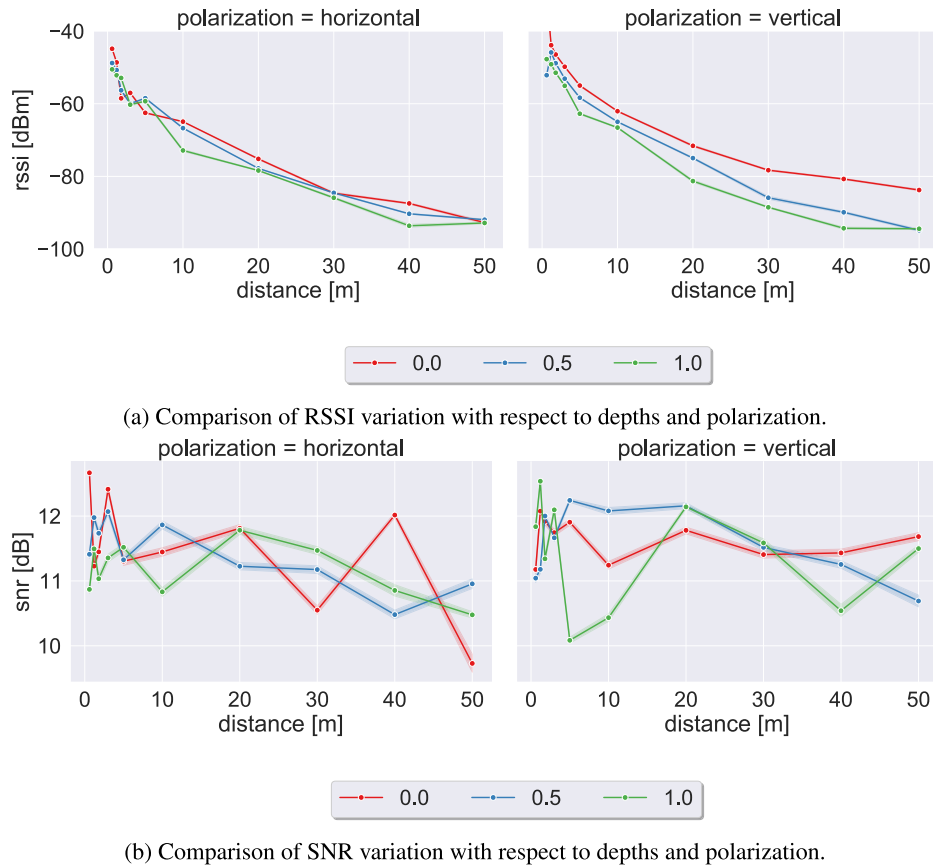 polarization = horizontal polarization = vertical
−40
−60
−80
−100
rssi [dBm]
0 10 20 30 40 50 0 10 20 30 40 50
distance [m] distance [m]
0.0 0.5 1.0
(a) Comparison of RSSI variation with respect to depths and polarization.
polarization = horizontal polarization = vertical
12
11
10
snr [dB]
0 10 20 30 40 50 0 10 20 30 40 50
distance [m] distance [m]
0.0 0.5 1.0
(b) Comparison of SNR variation with respect to depths and polarization.